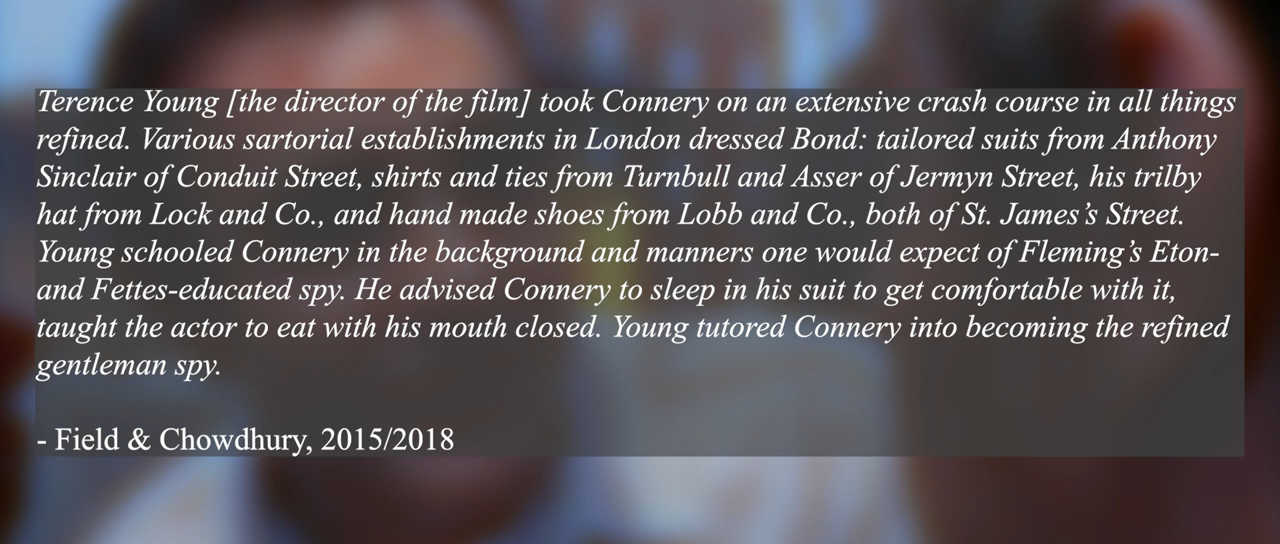 Terence Young [the director of the film] took Connery on an extensive crash course in all things
refined. Various sartorial establishments in London dressed Bond: tailored suits from Anthony
Sinclair of Conduit Street, shirts and ties from Turnbull and Asser of Jermyn Street, his trilby
hat from Lock and Co., and hand made shoes from Lobb and Co., both of St. James’s Street.
Young schooled Connery in the background and manners one would expect of Fleming’s Eton-
and Fettes-educated spy. He advised Connery to sleep in his suit to get comfortable with it,
taught the actor to eat with his mouth closed. Young tutored Connery into becoming the refined
gentleman spy.
- Field & Chowdhury, 2015/2018